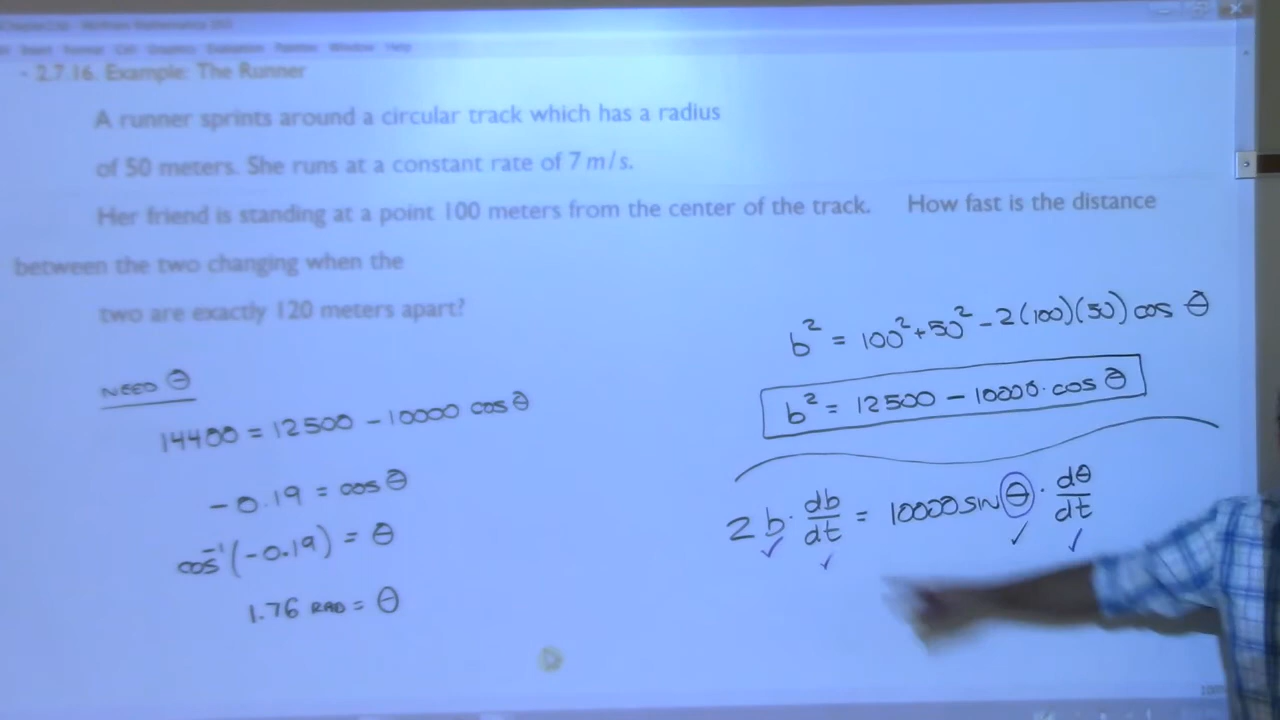 2.7.16. Example: The Runner
A runner sprints around a circular track which has a radius
of 50 meters. She runs at a constant rate of 7 m/s.
Her friend is standing at a point 100 meters from the center of the track. How fast is the distance
between the two changing when the
two are exactly 120 meters apart?
NEED θ
14400 = 12500 - 10000 cos θ
-0.19 = cos θ
cos⁻¹(-0.19) = θ
1.76 RAD = θ
b² = 100² + 50² - 2(100)(50) cos θ
b² = 12500 - 10000·cos θ
2b · db/dt = 10000 sin θ · dθ/dt